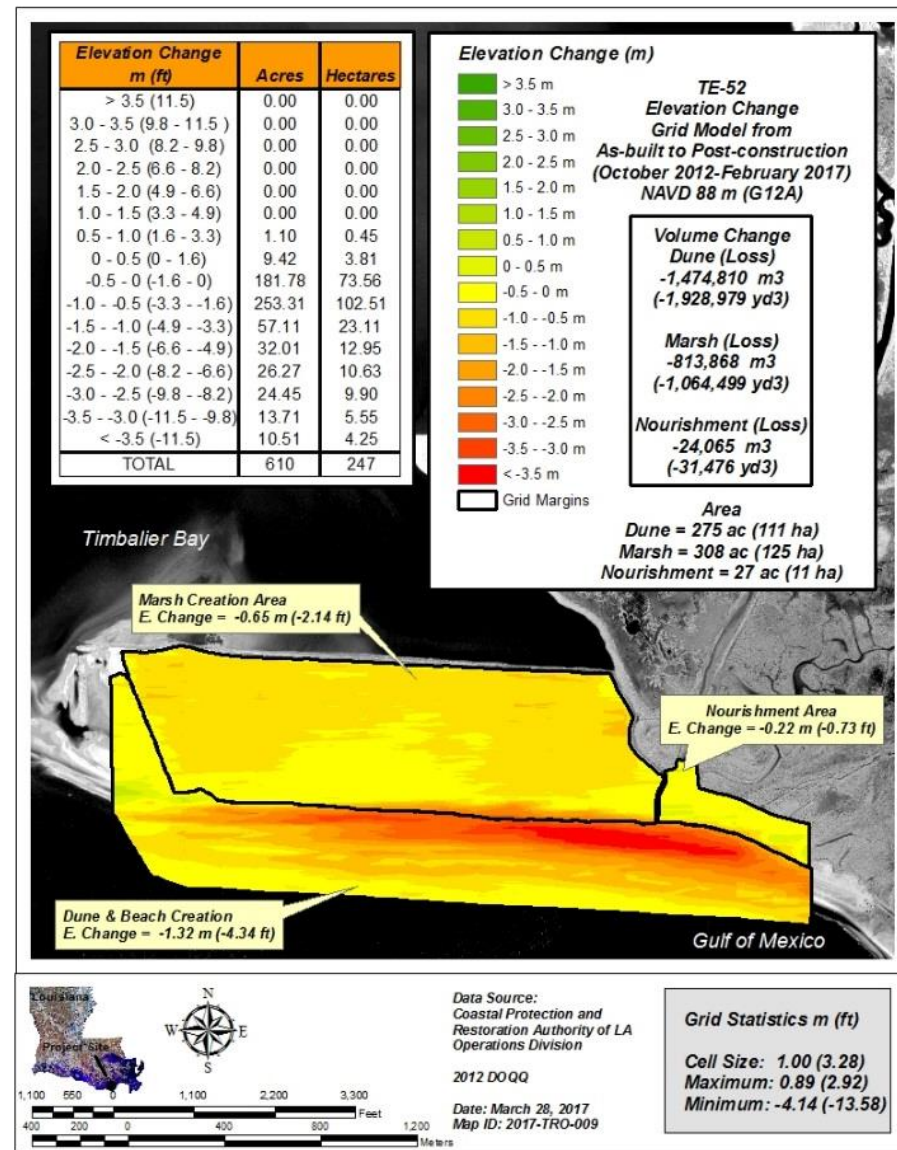 Elevation Change
m (ft) Acres Hectares
> 3.5 (11.5) 0.00 0.00
3.0 - 3.5 (9.8 - 11.5 ) 0.00 0.00
2.5 - 3.0 (8.2 - 9.8) 0.00 0.00
2.0 - 2.5 (6.6 - 8.2) 0.00 0.00
1.5 - 2.0 (4.9 - 6.6) 0.00 0.00
1.0 - 1.5 (3.3 - 4.9) 0.00 0.00
0.5 - 1.0 (1.6 - 3.3) 1.10 0.45
0 - 0.5 (0 - 1.6) 9.42 3.81
-0.5 - 0 (-1.6 - 0) 181.78 73.56
-1.0 - -0.5 (-3.3 - -1.6) 253.31 102.51
-1.5 - -1.0 (-4.9 - -3.3) 57.11 23.11
-2.0 - -1.5 (-6.6 - -4.9) 32.01 12.95
-2.5 - -2.0 (-8.2 - -6.6) 26.27 10.63
-3.0 - -2.5 (-9.8 - -8.2) 24.45 9.90
-3.5 - -3.0 (-11.5 - -9.8) 13.71 5.55
< -3.5 (-11.5) 10.51 4.25
TOTAL 610 247
Elevation Change (m)
> 3.5 m
3.0 - 3.5 m
2.5 - 3.0 m
2.0 - 2.5 m
1.5 - 2.0 m
1.0 - 1.5 m
0.5 - 1.0 m
0 - 0.5 m
-0.5 - 0 m
-1.0 - -0.5 m
-1.5 - -1.0 m
-2.0 - -1.5 m
-2.5 - -2.0 m
-3.0 - -2.5 m
-3.5 - -3.0 m
< -3.5 m
Grid Margins
TE-52
Elevation Change
Grid Model from
As-built to Post-construction
(October 2012-February 2017)
NAVD 88 m (G12A)
Volume Change
Dune (Loss)
-1,474,810 m3
(-1,928,979 yd3)
Marsh (Loss)
-813,868 m3
(-1,064,499 yd3)
Nourishment (Loss)
-24,065 m3
(-31,476 yd3)
Area
Dune = 275 ac (111 ha)
Marsh = 308 ac (125 ha)
Nourishment = 27 ac (11 ha)
Timbalier Bay
Marsh Creation Area
E. Change = -0.65 m (-2.14 ft)
Nourishment Area
E. Change = -0.22 m (-0.73 ft)
Dune & Beach Creation
E. Change = -1.32 m (-4.34 ft)
Gulf of Mexico
Louisiana
Project Site
N
W E
S
1,100 550 0 1,100 2,200 3,300
Feet
400 200 0 400 800 1,200
Meters
Data Source:
Coastal Protection and
Restoration Authority of LA
Operations Division
2012 DOQQ
Date: March 28, 2017
Map ID: 2017-TRO-009
Grid Statistics m (ft)
Cell Size: 1.00 (3.28)
Maximum: 0.89 (2.92)
Minimum: -4.14 (-13.58)